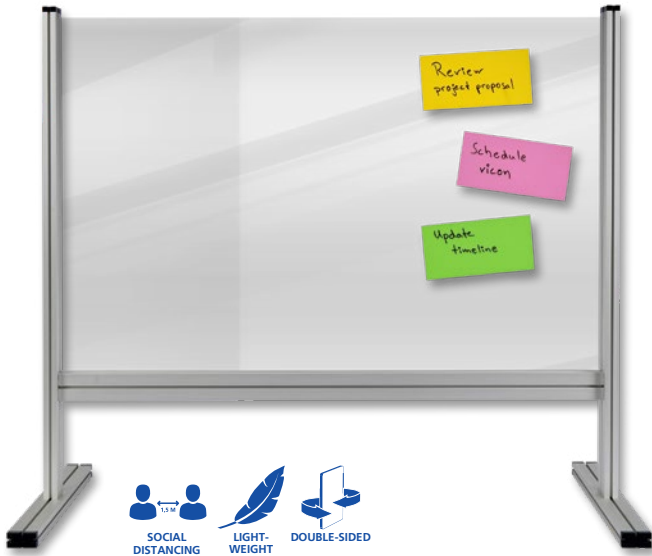 Review
project proposal
Schedule
vicon
Update
timeline
1,5 M
SOCIAL
DISTANCING
LIGHT-
WEIGHT
DOUBLE-SIDED